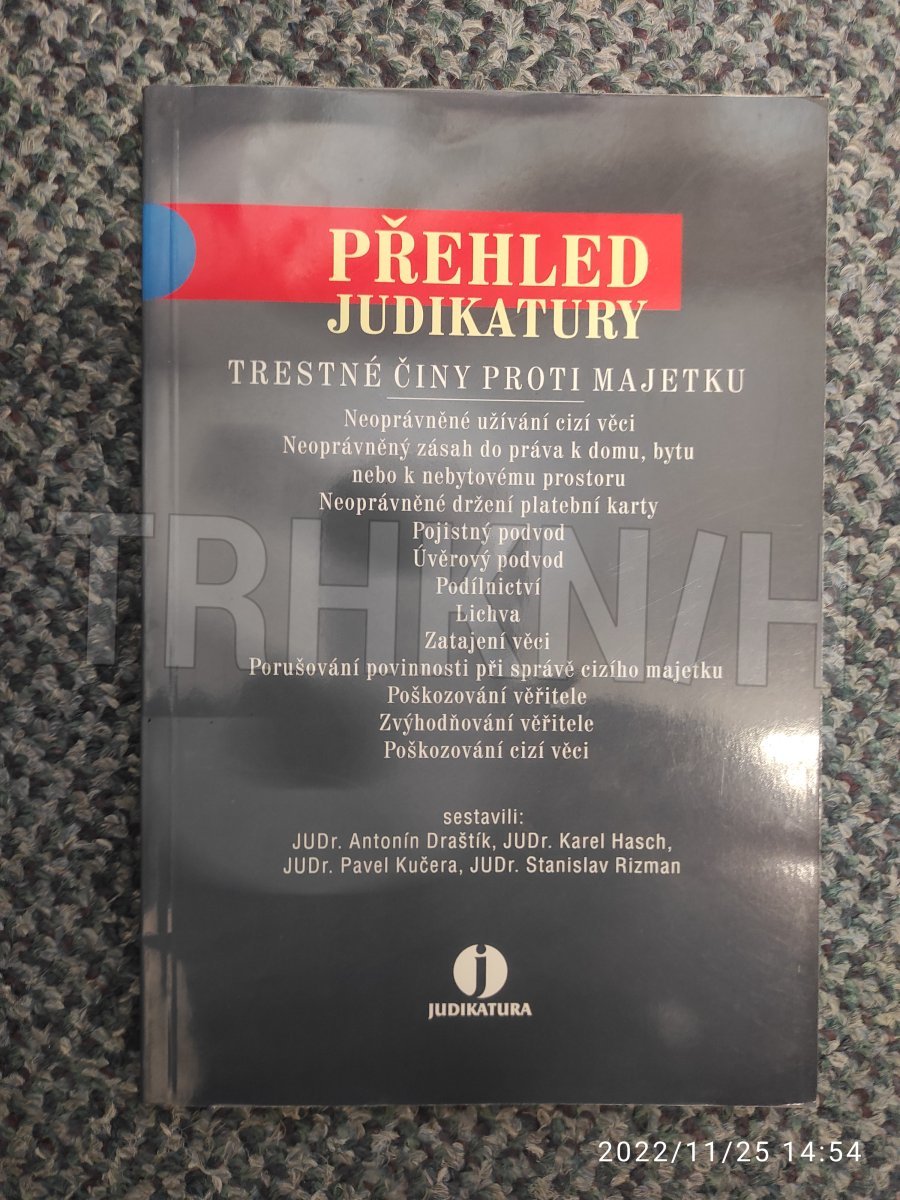 PŘEHLED
JUDIKATURY
TRESTNÉ ČINY PROTI MAJETKU
Neoprávněné užívání cizí věci
Neoprávněný zásah do práva k domu, bytu
nebo k nebytovému prostoru
Neoprávněné držení platební karty
Pojistný podvod
Úvěrový podvod
Podílnictví
Lichva
Zatajení věci
Porušování povinnosti při správě cizího majetku
Poškozování věřitele
Zvýhodňování věřitele
Poškozování cizí věci
sestavili:
JUDr. Antonín Draštík, JUDr. Karel Hasch,
JUDr. Pavel Kučera, JUDr. Stanislav Rizman
j
JUDIKATURA
2022/11/25 14:54